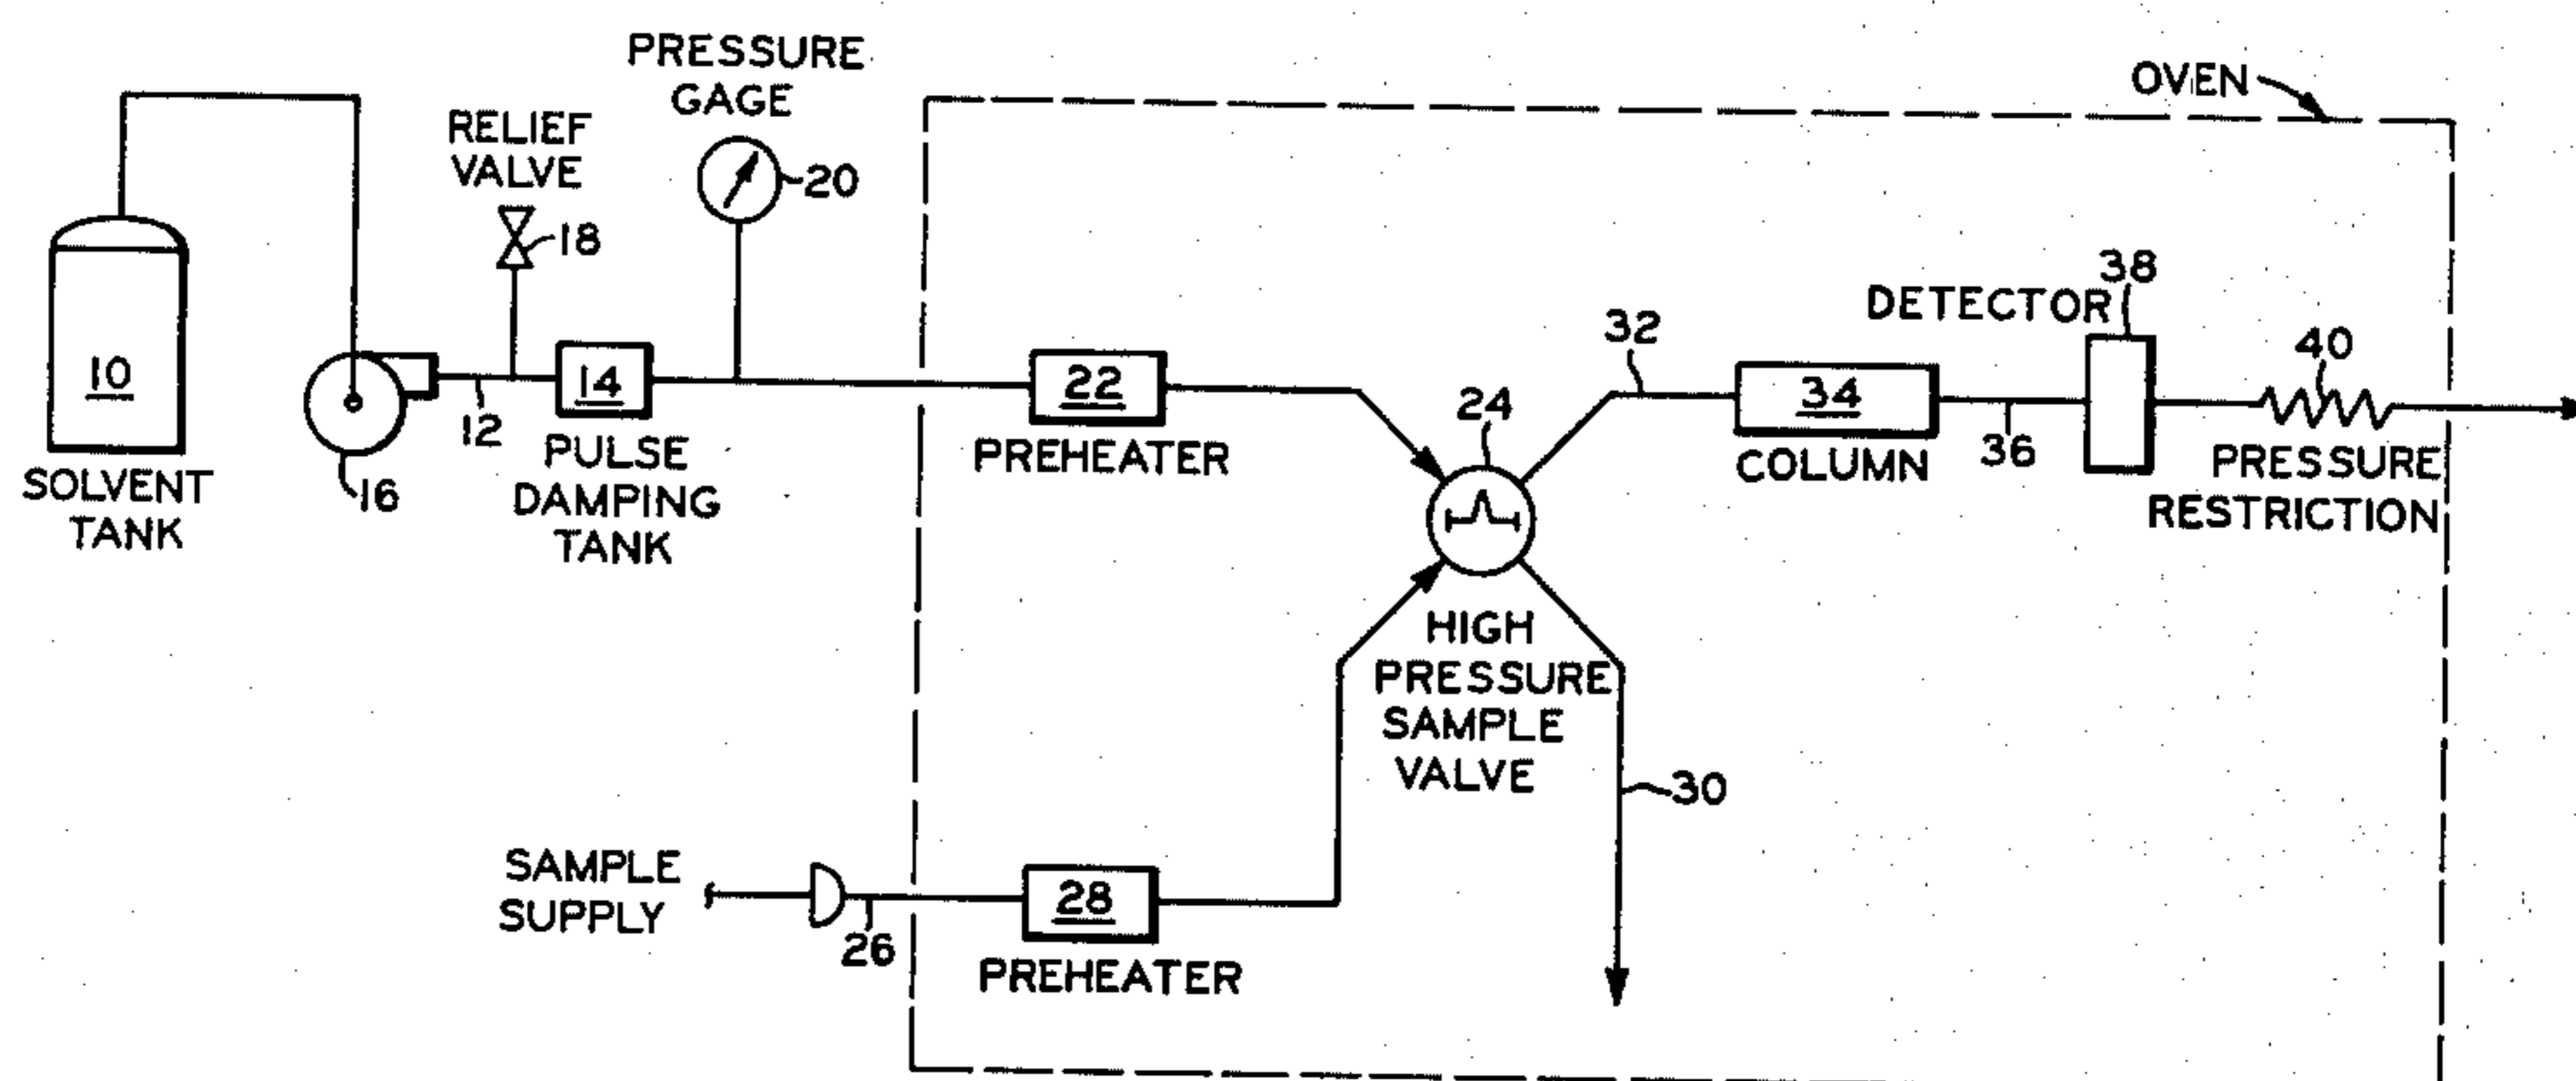 PRESSURE
GAGE
OVEN
RELIEF
VALVE
20
18
38
DETECTOR
32
40
10
14
22
24
34
12
36
PULSE
DAMPING
TANK
PREHEATER
COLUMN
PRESSURE
RESTRICTION
SOLVENT
TANK
16
HIGH
PRESSURE
SAMPLE
VALVE
30
SAMPLE
SUPPLY
28
26
PREHEATER